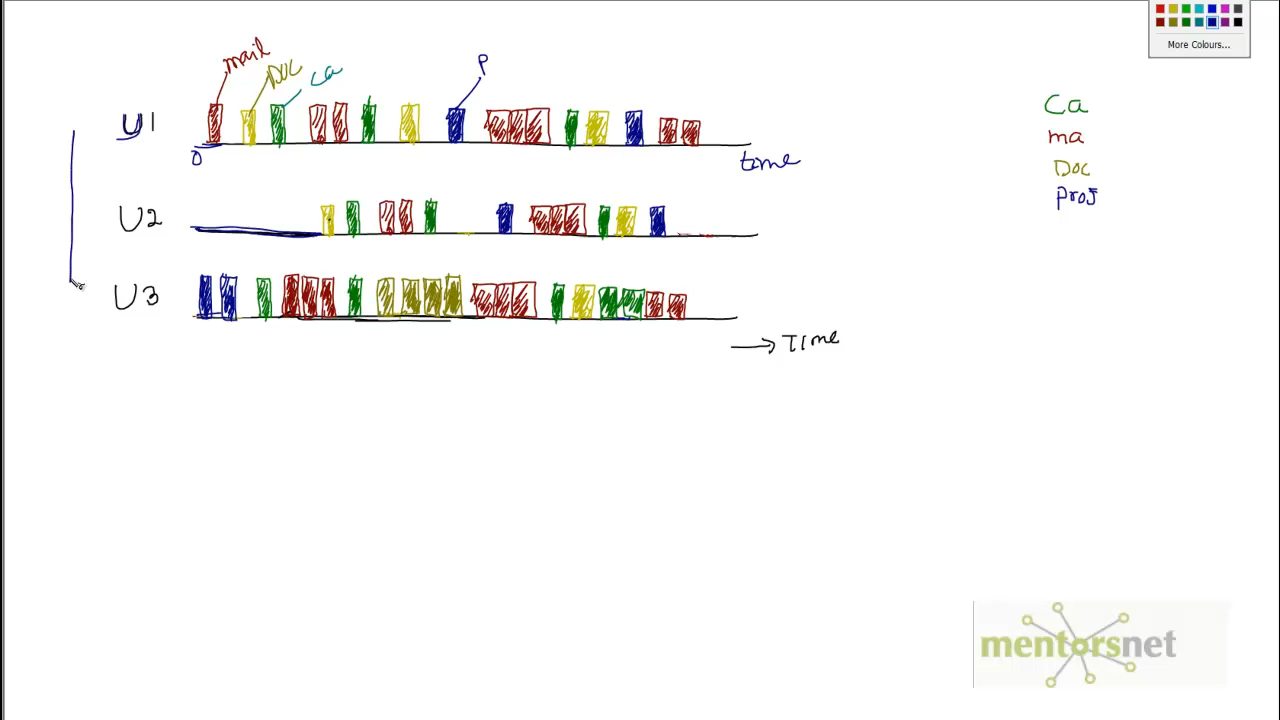 mail
Doc
ca
P
U1
0
time
U2
U3
Time
More Colours...
Ca
ma
Doc
Proj
mentorsnet